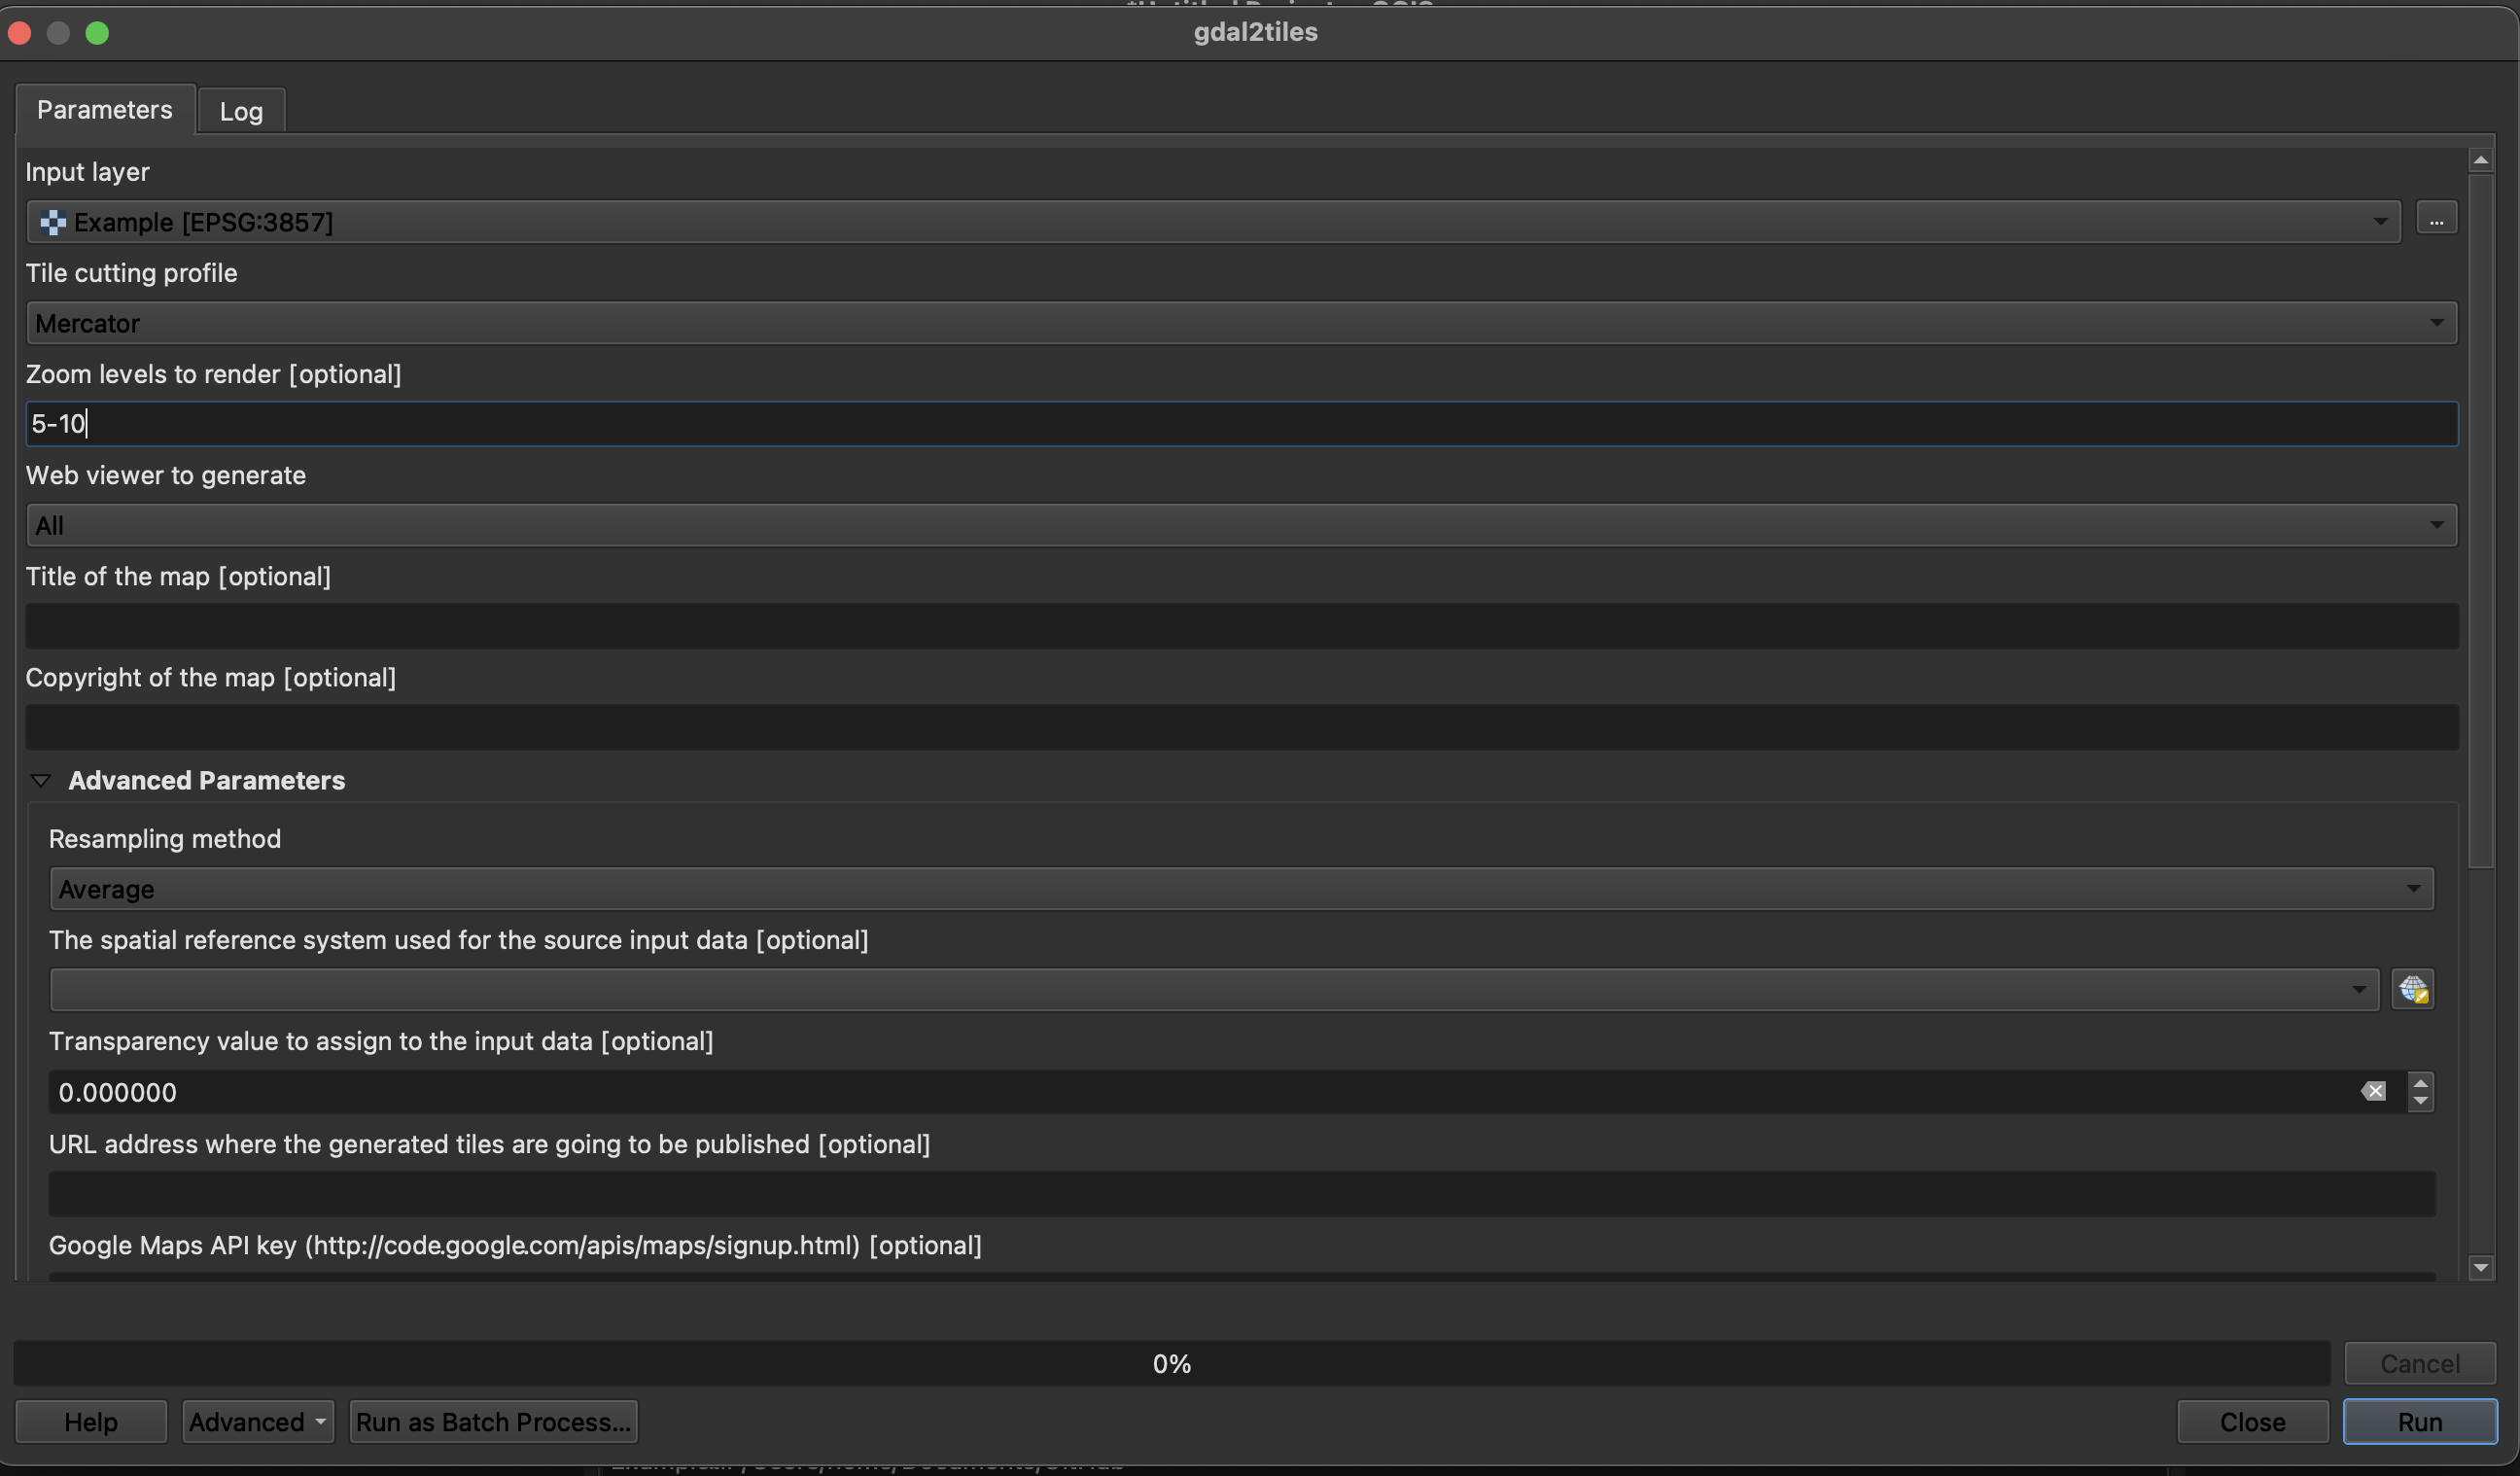 gdal2tiles
Parameters
Log
Input layer
Example [EPSG:3857]
...
Tile cutting profile
Mercator
Zoom levels to render [optional]
5-10
Web viewer to generate
All
Title of the map [optional]
Copyright of the map [optional]
Advanced Parameters
Resampling method
Average
The spatial reference system used for the source input data [optional]
Transparency value to assign to the input data [optional]
0.000000
URL address where the generated tiles are going to be published [optional]
Google Maps API key (http://code.google.com/apis/maps/signup.html) [optional]
0%
Cancel
Help
Advanced
Run as Batch Process...
Close
Run